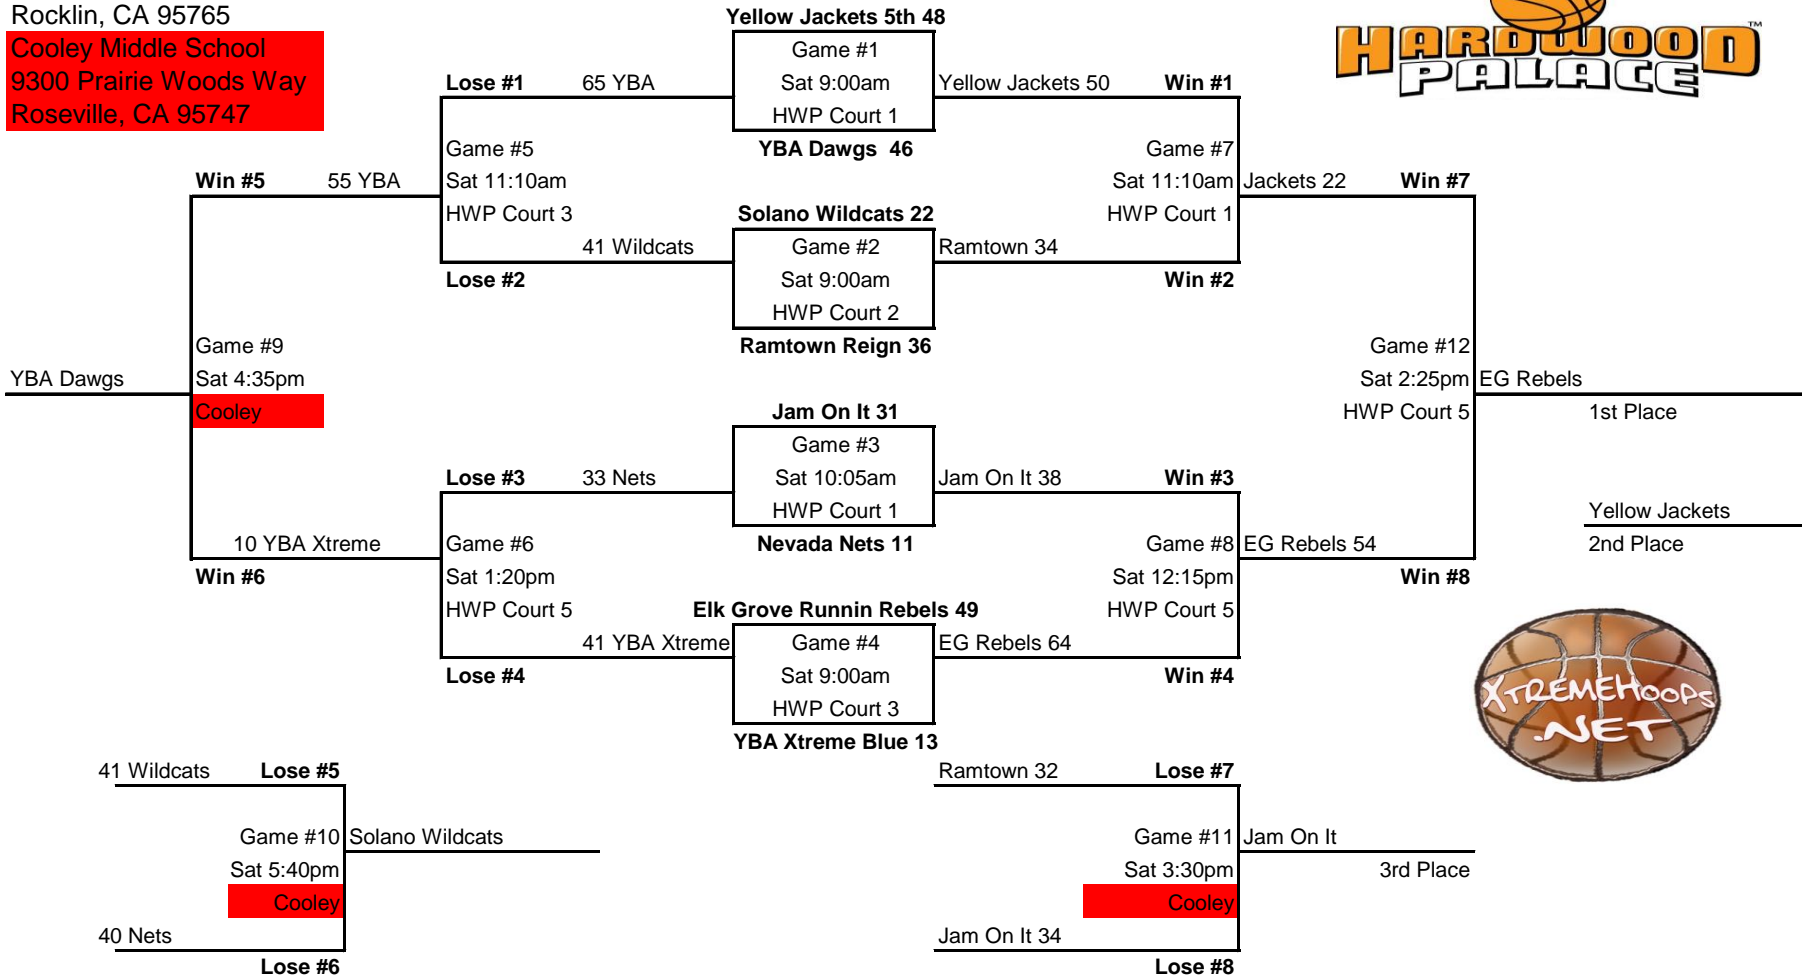 Rocklin, CA 95765
Cooley Middle School
9300 Prairie Woods Way
Roseville, CA 95747
HARDWOOD
PALACE
TM
Yellow Jackets 5th 48
Game #1
Lose #1 65 YBA Sat 9:00am Yellow Jackets 50 Win #1
HWP Court 1
Game #5 YBA Dawgs 46 Game #7
Win #5 55 YBA Sat 11:10am Sat 11:10am Jackets 22 Win #7
HWP Court 3 Solano Wildcats 22 HWP Court 1
41 Wildcats Game #2 Ramtown 34
Lose #2 Sat 9:00am Win #2
HWP Court 2
Game #9 Ramtown Reign 36 Game #12
YBA Dawgs Sat 4:35pm Sat 2:25pm EG Rebels
Cooley Jam On It 31 HWP Court 5 1st Place
Game #3
Lose #3 33 Nets Sat 10:05am Jam On It 38 Win #3
HWP Court 1 Yellow Jackets
10 YBA Xtreme Game #6 Nevada Nets 11 Game #8 EG Rebels 54 2nd Place
Win #6 Sat 1:20pm Sat 12:15pm Win #8
HWP Court 5 Elk Grove Runnin Rebels 49 HWP Court 5
41 YBA Xtreme Game #4 EG Rebels 64
Lose #4 Sat 9:00am Win #4
HWP Court 3
YBA Xtreme Blue 13
XTREMEHOOPS
.NET
41 Wildcats Lose #5 Ramtown 32 Lose #7
Game #10 Solano Wildcats Game #11 Jam On It
Sat 5:40pm Sat 3:30pm 3rd Place
Cooley Cooley
40 Nets Jam On It 34
Lose #6 Lose #8